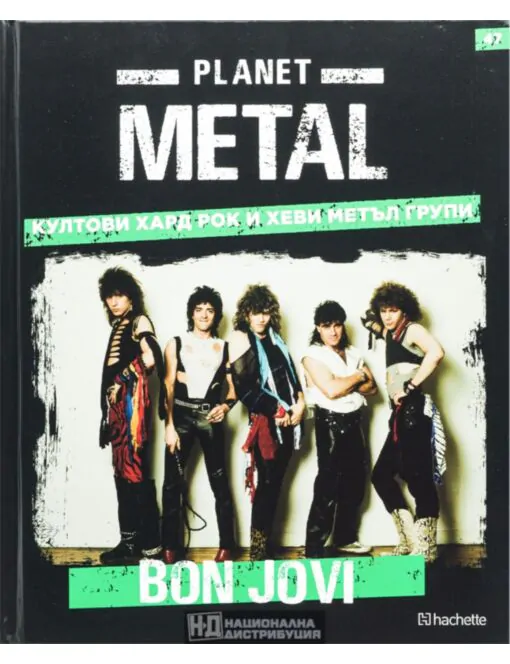 47
PLANET
METAL
КУЛТОВИ ХАРД РОК И ХЕВИ МЕТЪЛ ГРУПИ
BON JOVI
НД НАЦИОНАЛНА
ДИСТРИБУЦИЯ
hachette